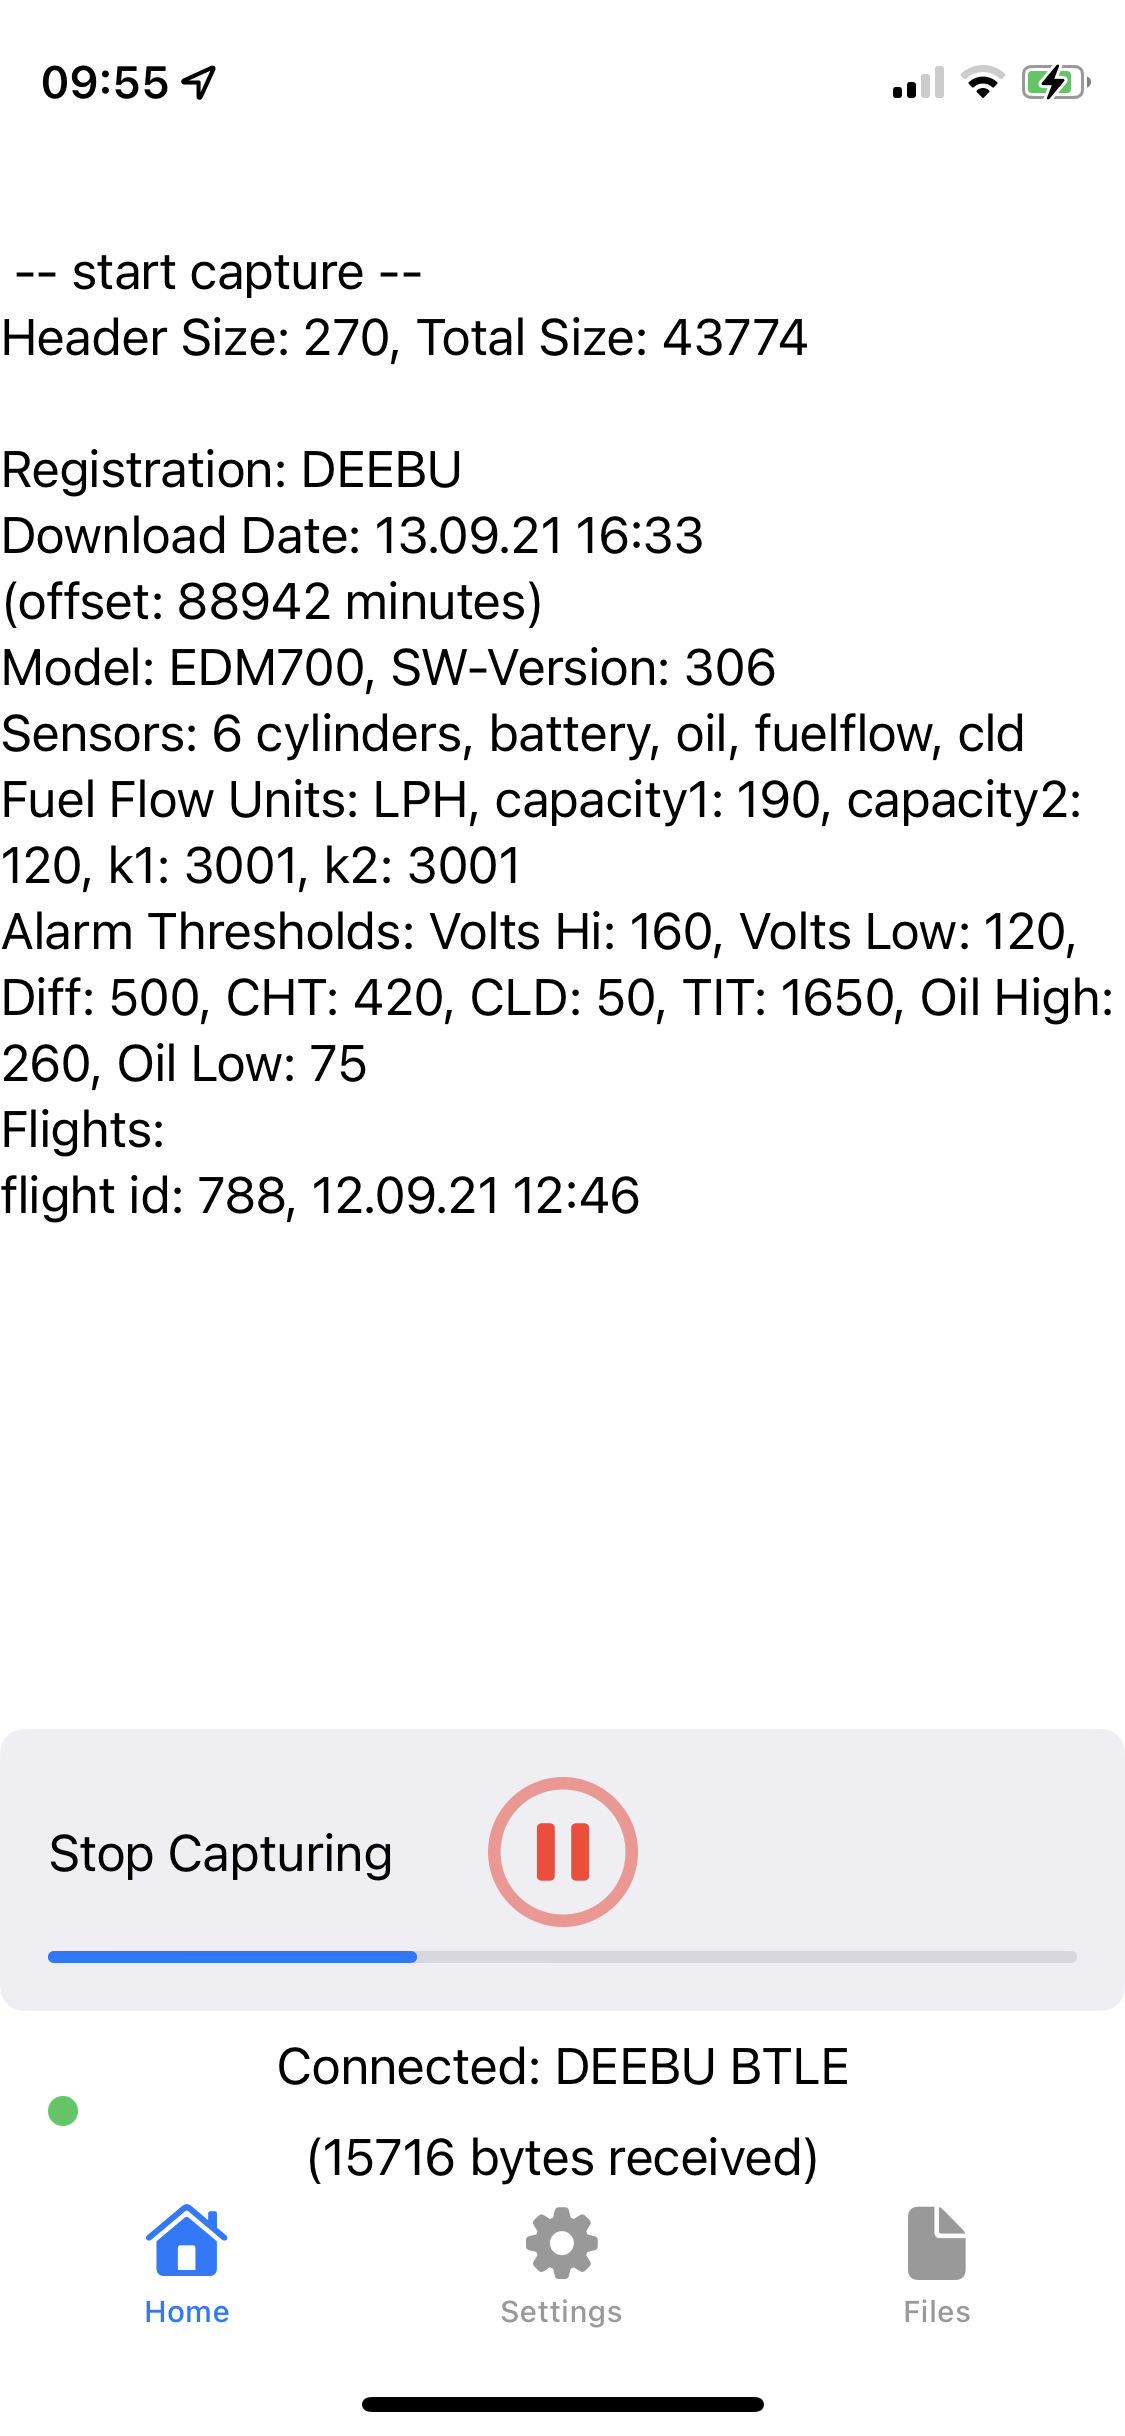 09:55
-- start capture --
Header Size: 270, Total Size: 43774
Registration: DEEBU
Download Date: 13.09.21 16:33
(offset: 88942 minutes)
Model: EDM700, SW-Version: 306
Sensors: 6 cylinders, battery, oil, fuelflow, cld
Fuel Flow Units: LPH, capacity1: 190, capacity2:
120, k1: 3001, k2: 3001
Alarm Thresholds: Volts Hi: 160, Volts Low: 120,
Diff: 500, CHT: 420, CLD: 50, TIT: 1650, Oil High:
260, Oil Low: 75
Flights:
flight id: 788, 12.09.21 12:46
Stop Capturing
Connected: DEEBU BTLE
(15716 bytes received)
Home
Settings
Files